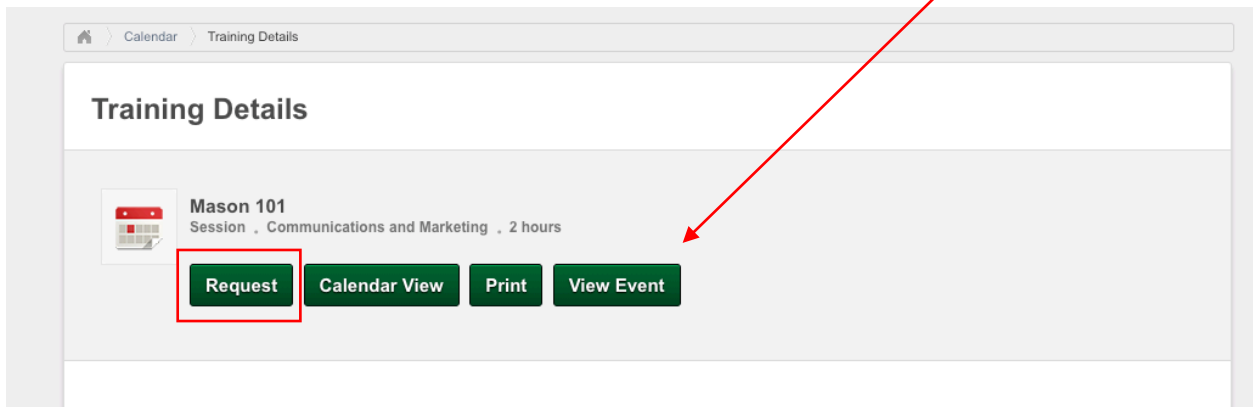 Calendar Training Details
Training Details
Mason 101
Session . Communications and Marketing . 2 hours
Request Calendar View Print View Event